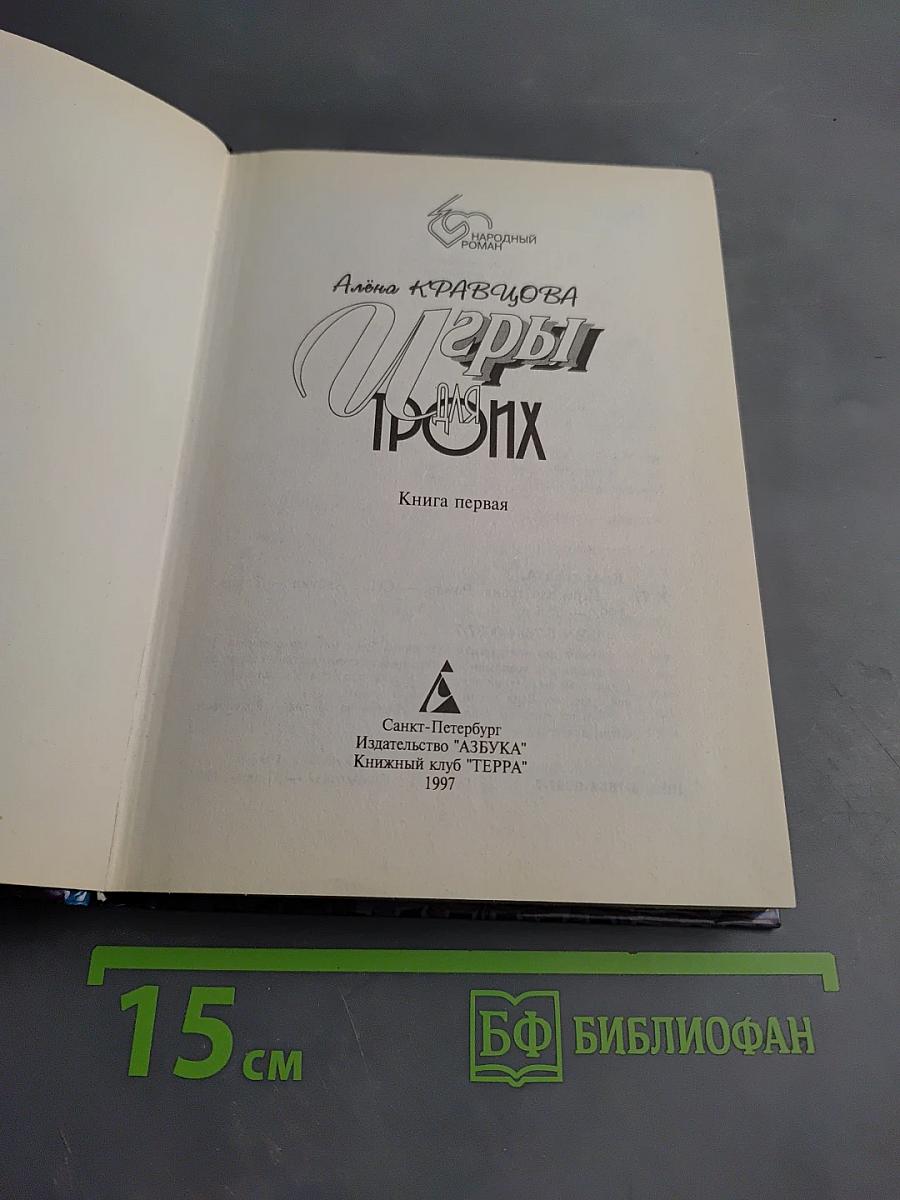 НАРОДНЫЙ
РОМАН
Алёна КРАВЦОВА
Игры
для
ТРОИХ
Книга первая
Санкт-Петербург
Издательство "АЗБУКА"
Книжный клуб "ТЕРРА"
1997
15 см
БФ БИБЛИОФАН